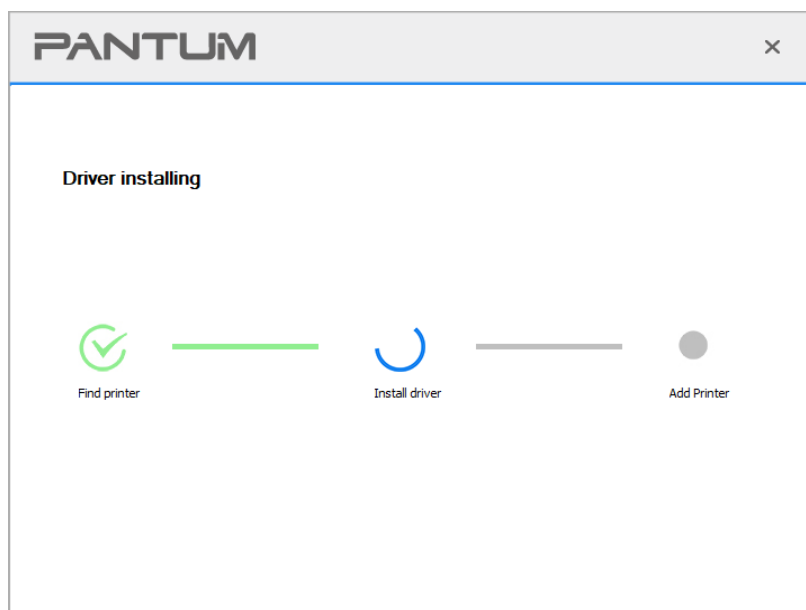 PANTUM
Driver installing
Find printer
Install driver
Add Printer